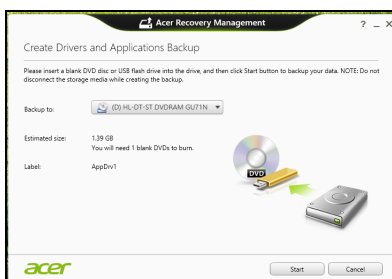 Acer Recovery Management
Create Drivers and Applications Backup
Please insert a blank DVD disc or USB flash drive into the drive, and then click Start button to backup your data. NOTE: Do not
disconnect the storage media while creating the backup.
Backup to:
(D) HL-DT-ST DVDRAM GU71N
Estimated size:
1.39 GB
You will need 1 blank DVDs to burn.
Label:
AppDrv1
DVD
acer
Start
Cancel